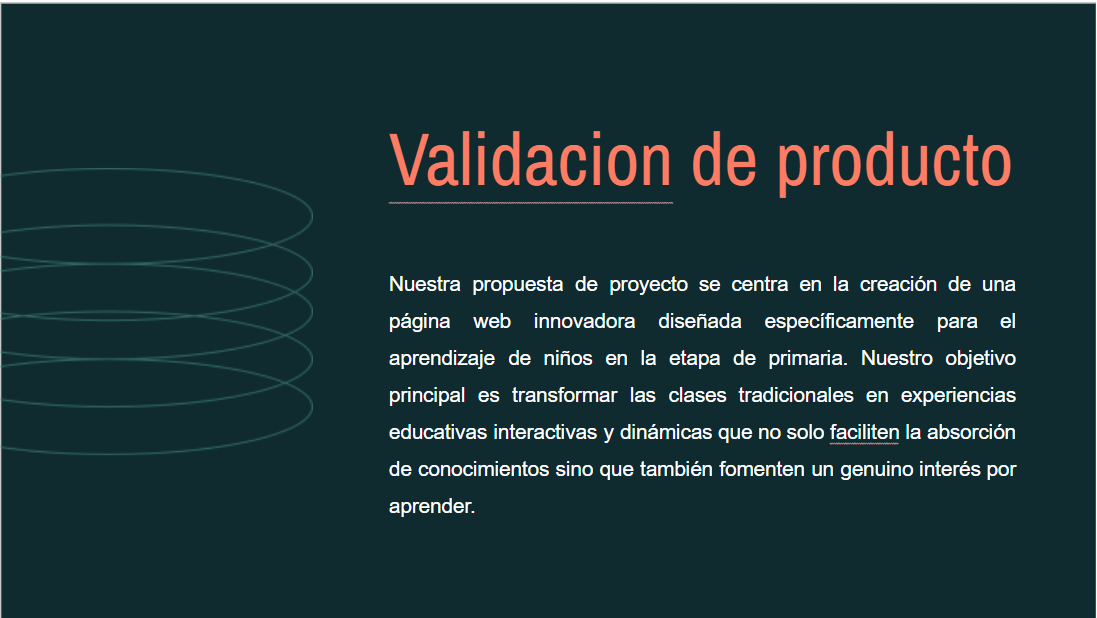 Validacion de producto
Nuestra propuesta de proyecto se centra en la creación de una
página web innovadora diseñada específicamente para el
aprendizaje de niños en la etapa de primaria. Nuestro objetivo
principal es transformar las clases tradicionales en experiencias
educativas interactivas y dinámicas que no solo faciliten la absorción
de conocimientos sino que también fomenten un genuino interés por
aprender.